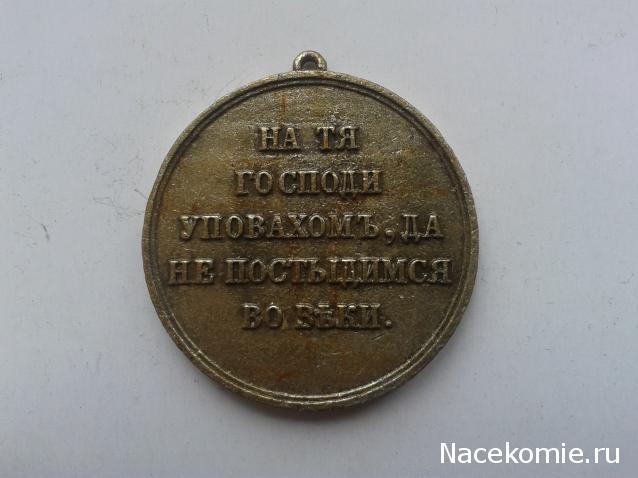 НА ТЯ
ГОСПОДИ
УПОВАХОМЪ, ДА
НЕ ПОСТЫДИМСЯ
ВО ВѢКИ.
Nacekomie.ru